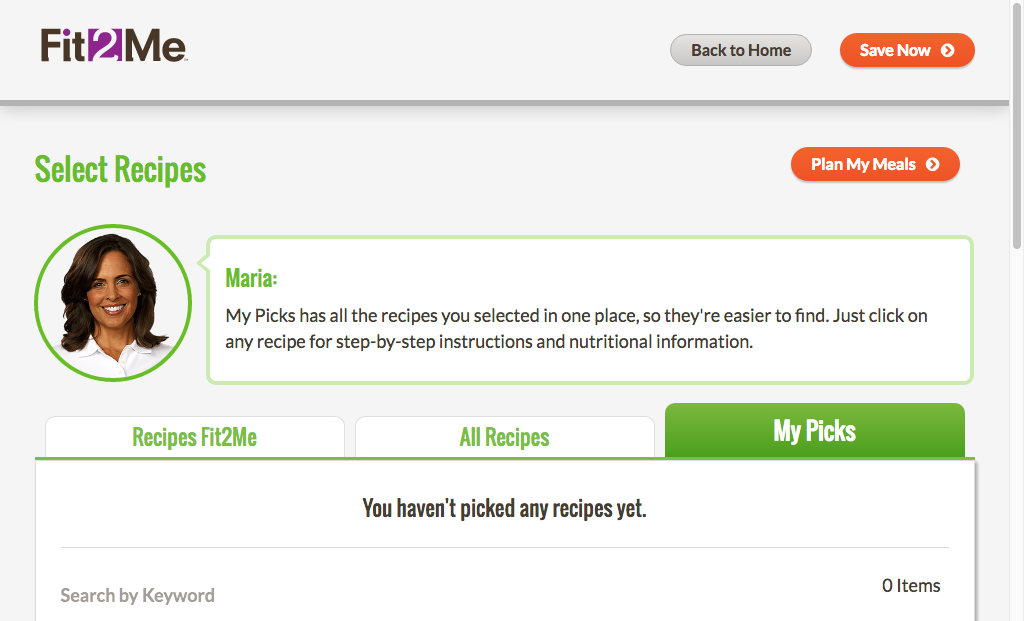 Fit2Me
Back to Home
Save Now
Select Recipes
Plan My Meals
Maria:
My Picks has all the recipes you selected in one place, so they're easier to find. Just click on
any recipe for step-by-step instructions and nutritional information.
Recipes Fit2Me
All Recipes
My Picks
You haven't picked any recipes yet.
Search by Keyword
0 Items